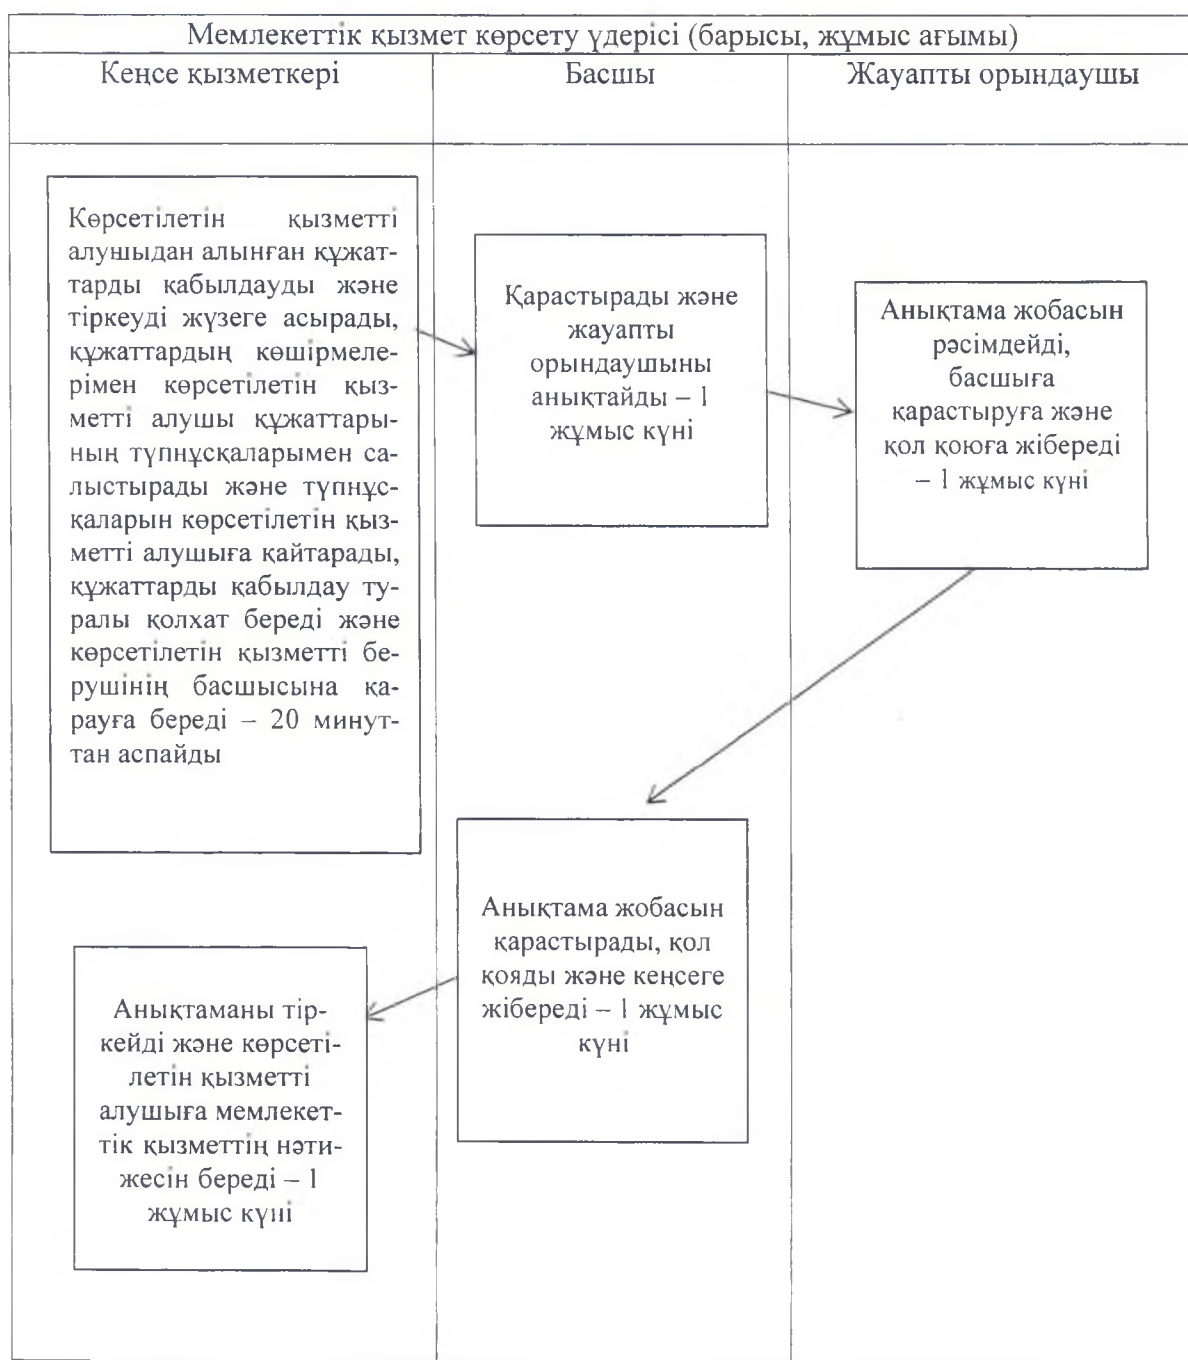 Мемлекеттік қызмет көрсету үдерісі (барысы, жұмыс ағымы)
Кеңсе қызметкері
Басшы
Жауапты орындаушы
Көрсетілетін қызметті
алушыдан алынған құжат-
тарды қабылдауды және
тіркеуді жүзеге асырады,
құжаттардың көшірмеле-
рімен көрсетілетін қыз-
метті алушы құжаттары-
ның түпнұсқаларымен са-
лыстырады және түпнұс-
қаларын көрсетілетін қыз-
метті алушыға қайтарады,
құжаттарды қабылдау ту-
ралы қолхат береді және
көрсетілетін қызметті бе-
рушінің басшысына қа-
рауға береді – 20 минут-
тан аспайды
Қарастырады және
жауапты
орындаушыны
анықтайды – 1
жұмыс күні
Анықтама жобасын
рәсімдейді,
басшыға
қарастыруға және
қол қоюға жібереді
– 1 жұмыс күні
Анықтама жобасын
қарастырады, қол
қояды және кеңсеге
жібереді – 1 жұмыс
күні
Анықтаманы тір-
кейді және көрсеті-
летін қызметті
алушыға мемлекет-
тік қызметтің нәти-
жесін береді – 1
жұмыс күні